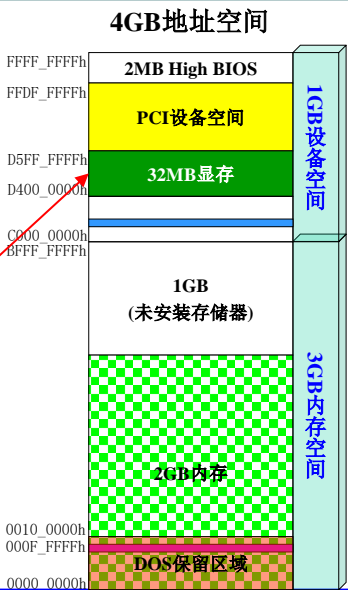 4GB地址空间
FFFF_FFFFh
2MB High BIOS
FFDF_FFFFh
PCI设备空间
1GB设备空间
D5FF_FFFFh
32MB显存
D400_0000h
C000_0000h
BFFF_FFFFh
1GB
(未安装存储器)
3GB内存空间
2GB内存
0010_0000h
000F_FFFFh
DOS保留区域
0000_0000h